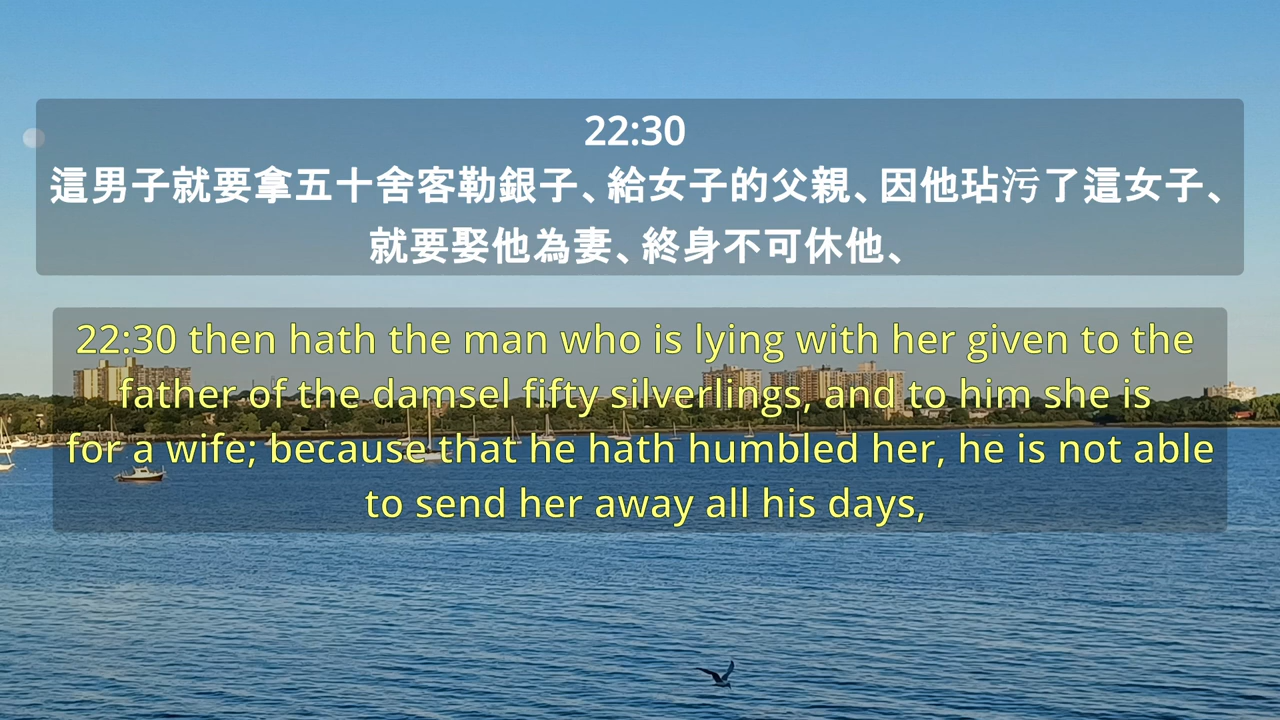 22:30
這男子就要拿五十舍客勒銀子、給女子的父親、因他玷污了這女子、
就要娶他為妻、終身不可休他、
22:30 then hath the man who is lying with her given to the
father of the damsel fifty silverlings, and to him she is
for a wife; because that he hath humbled her, he is not able
to send her away all his days,